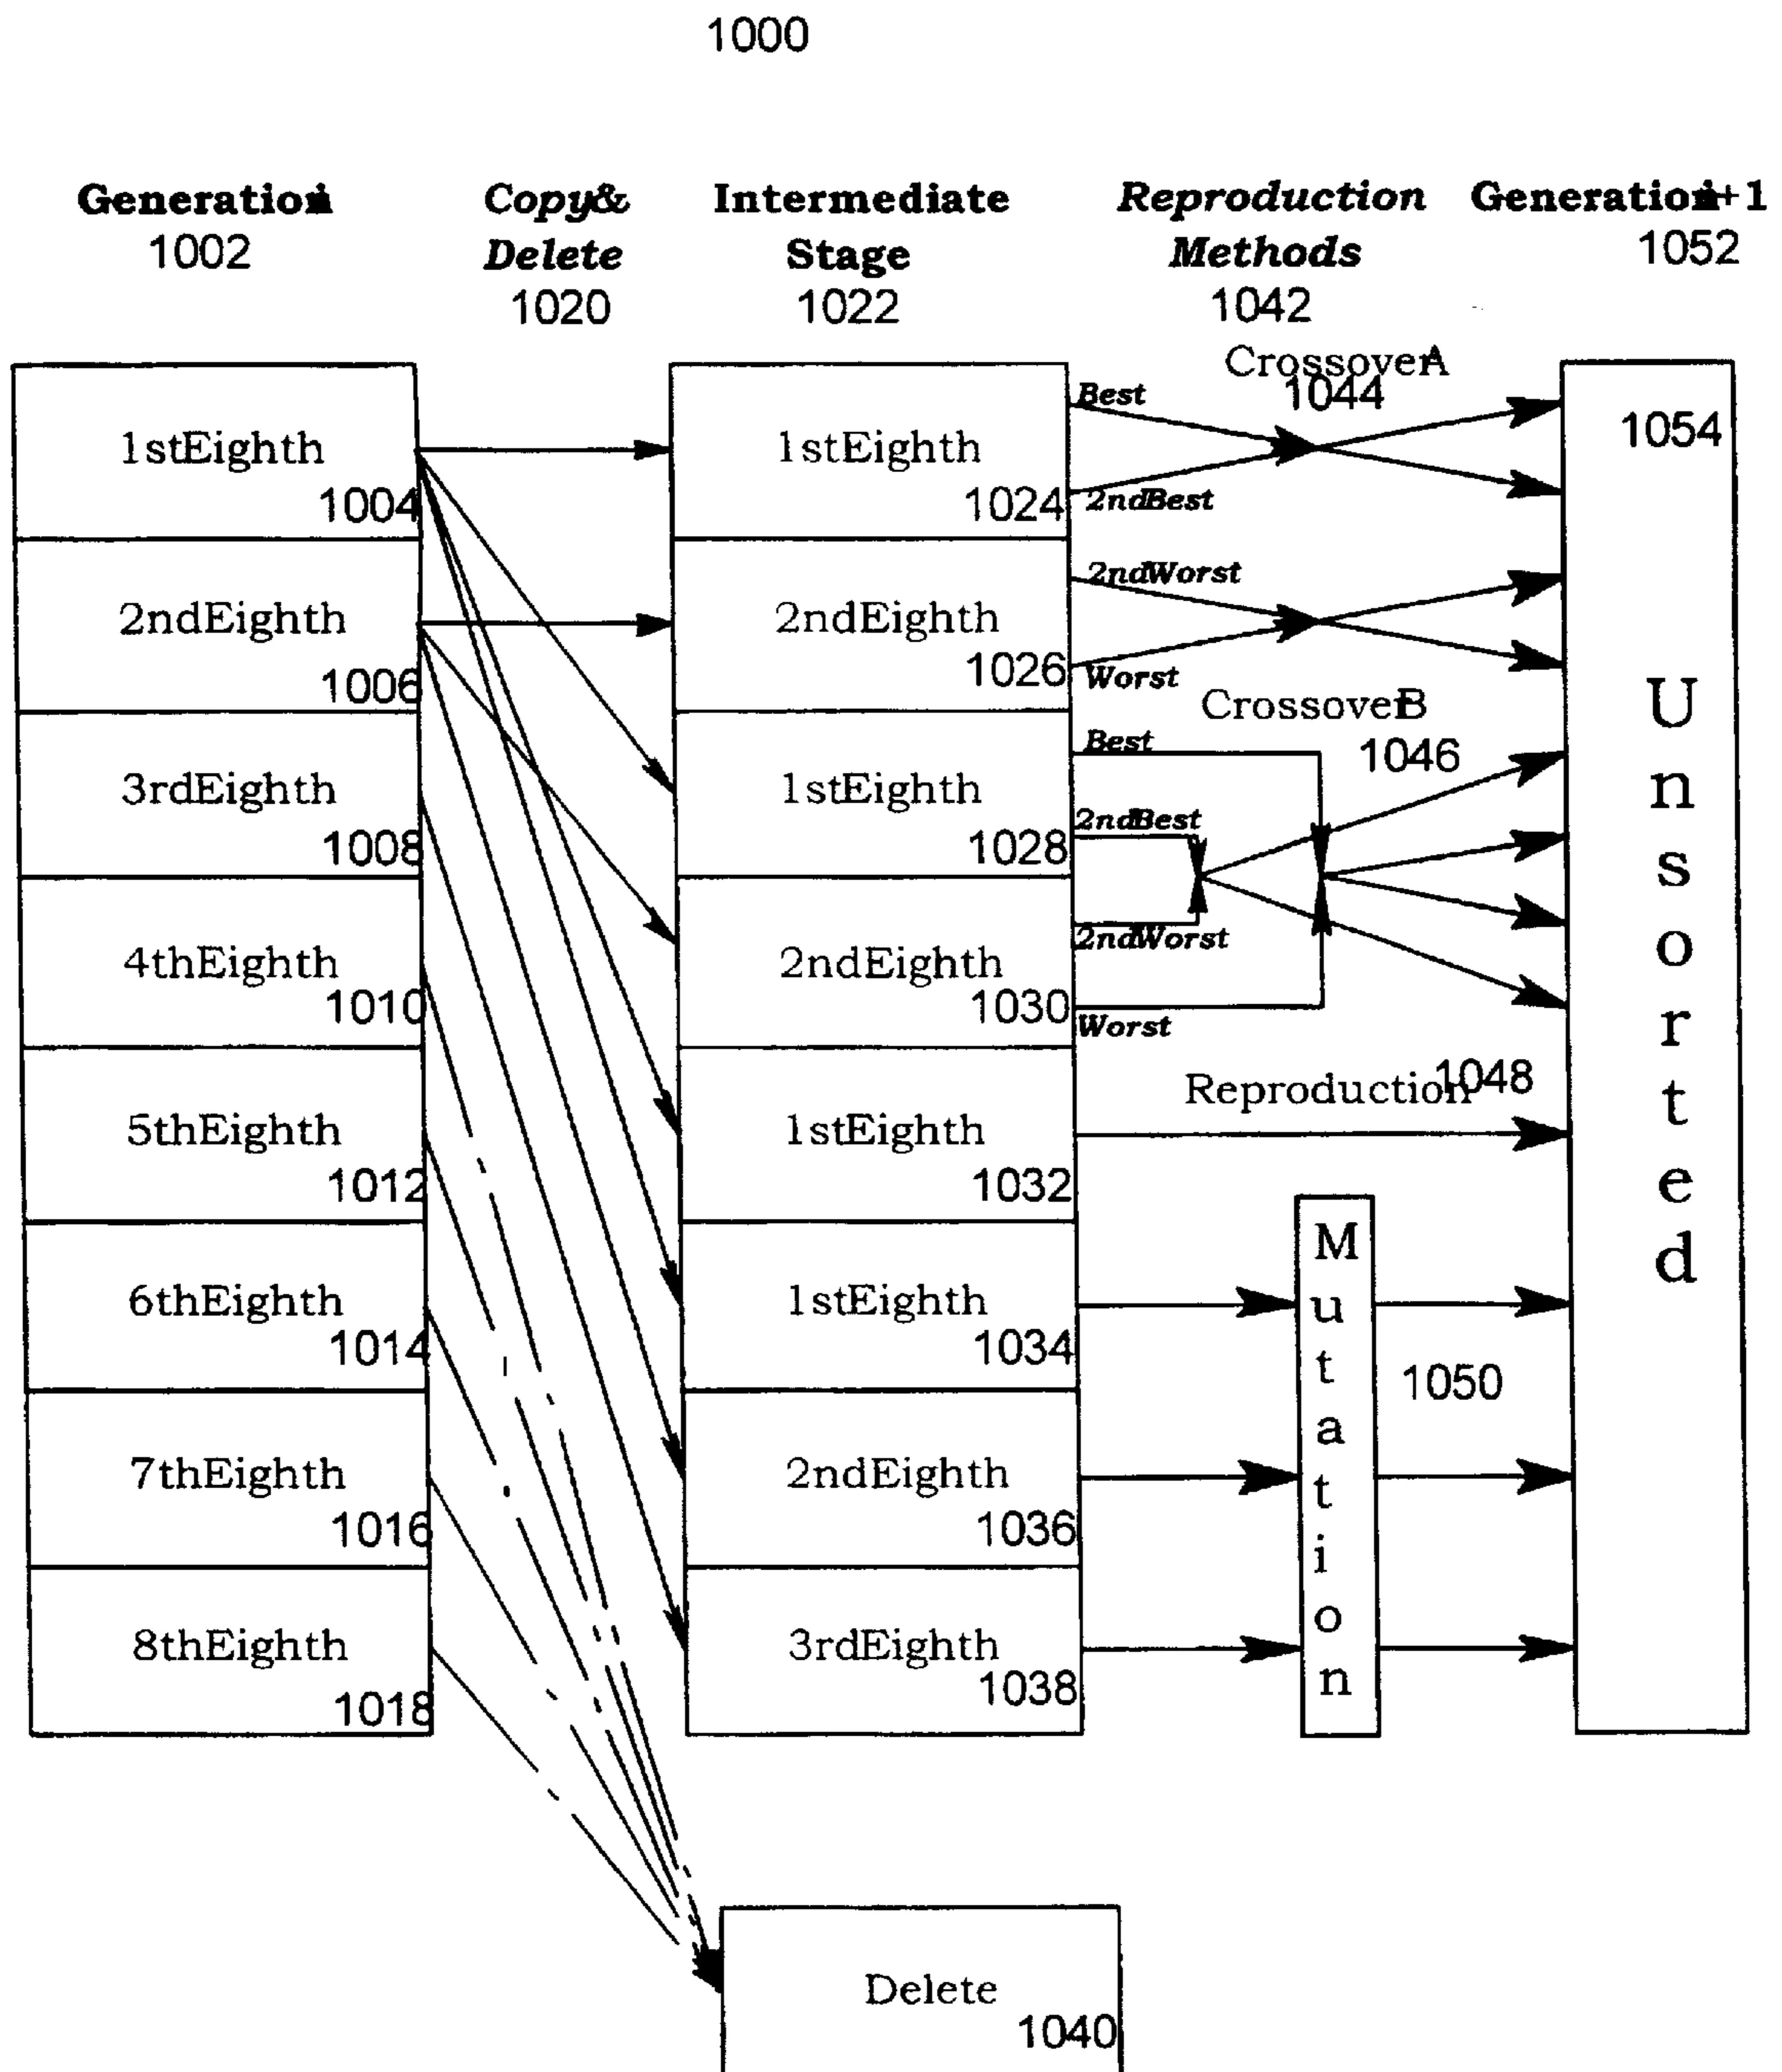 1000
Generation i
1002
Copy&
Delete
1020
Intermediate
Stage
1022
Reproduction
Methods
1042
Generation i+1
1052
1stEighth
1004
2ndEighth
1006
3rdEighth
1008
4thEighth
1010
5thEighth
1012
6thEighth
1014
7thEighth
1016
8thEighth
1018
1stEighth
1024
2ndEighth
1026
1stEighth
1028
2ndEighth
1030
1stEighth
1032
1stEighth
1034
2ndEighth
1036
3rdEighth
1038
Delete
1040
CrossoverA
1044
Best
2ndBest
2ndWorst
Worst
CrossoverB
1046
Best
2ndBest
2ndWorst
Worst
Reproduction
1048
Mutation
1050
1054
Unsorted